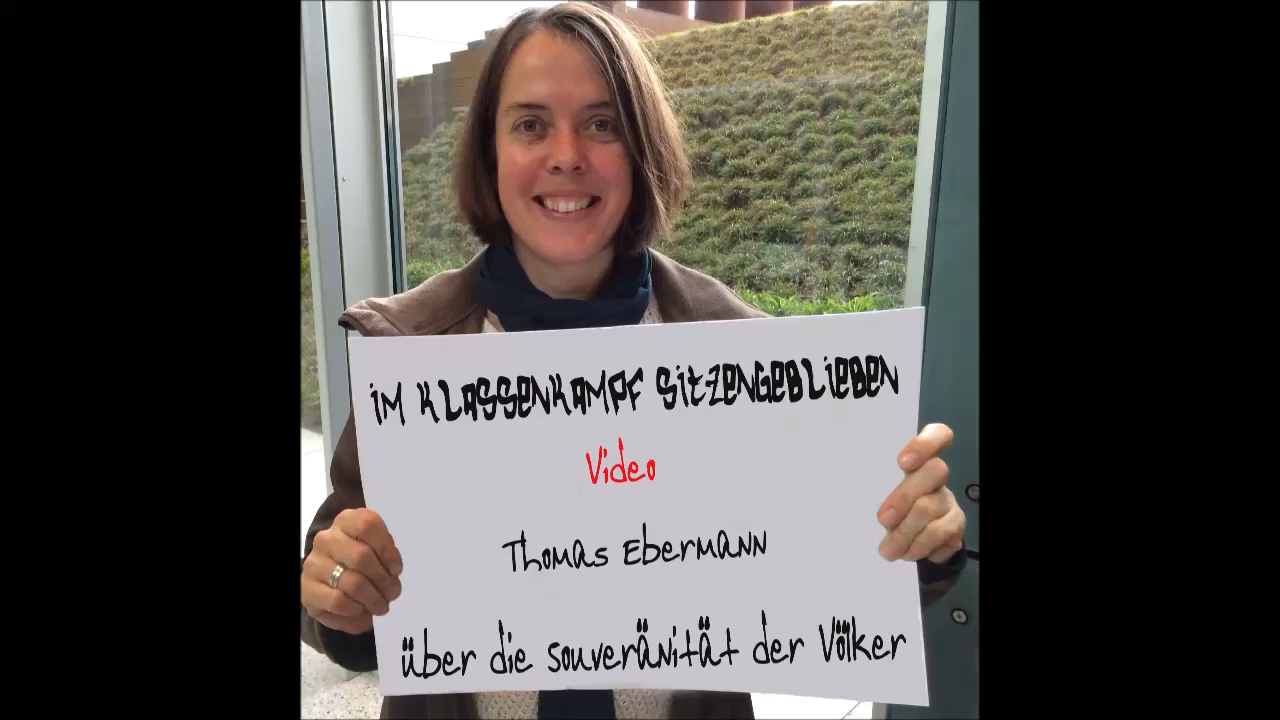 im KLASSENKAMPF SitZENGEBLiEBEN
Video
Thomas Ebermann
über die souveränität der Völker